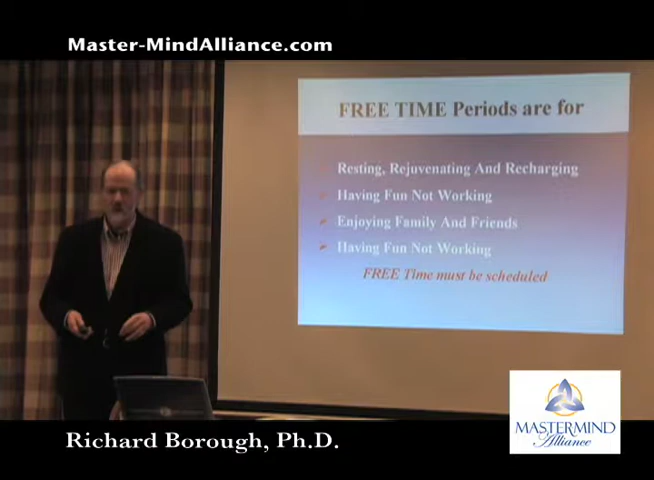 Master-MindAlliance.com
FREE TIME Periods are for
Resting, Rejuvenating And Recharging
Having Fun Not Working
Enjoying Family And Friends
Having Fun Not Working
FREE Time must be scheduled
Richard Borough, Ph.D.
MASTERMIND
Alliance